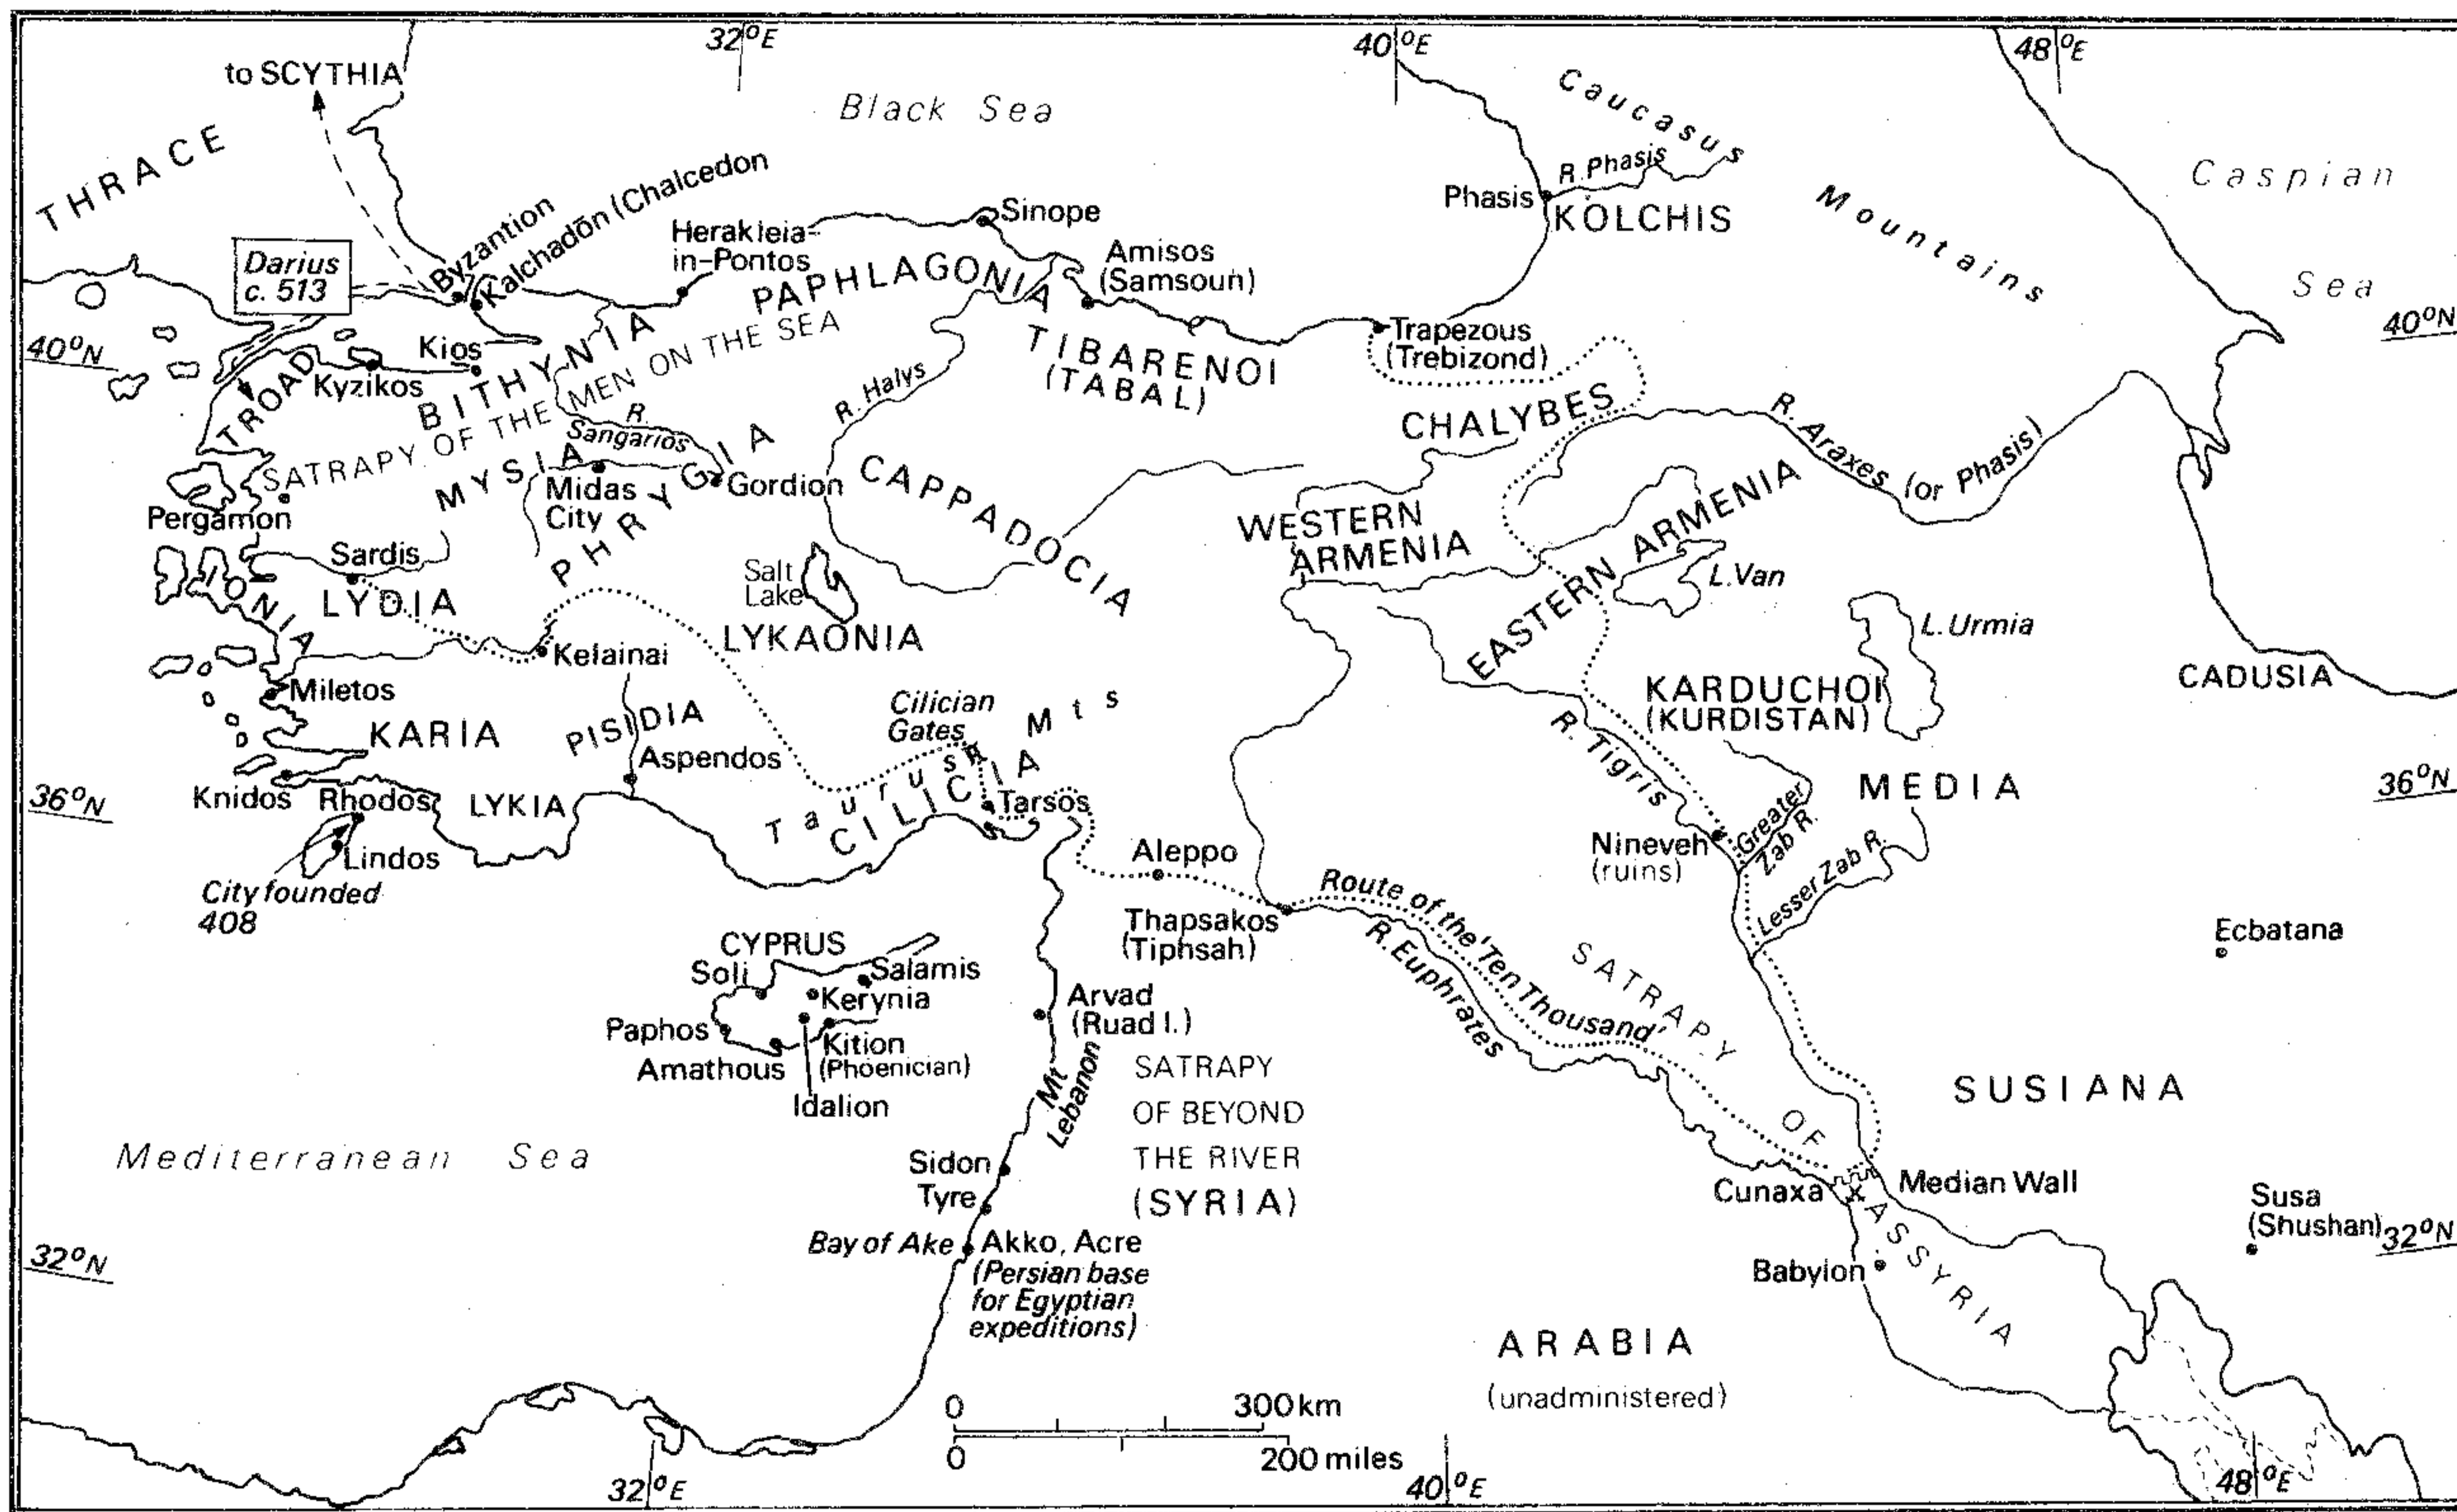 32°E
40°E
48°E
to SCYTHIA
Black Sea
Caucasus
Mountains
Caspian
Sea
THRACE
R. Phasis
Phasis
KOLCHIS
Byzantion
Kalchadōn (Chalcedon
Darius
c. 513
Herakleia-
in-Pontos
Sinope
Amisos
(Samsoun)
PAPHLAGONIA
40°N
40°N
Kios
Kyzikos
TROAD
BITHYNIA
SATRAPY OF THE MEN ON THE SEA
TIBARENOI
(TABAL)
Trapezous
(Trebizond)
R. Halys
CHALYBES
R. Araxes (or Phasis)
R.
Sangarios
MYSIA
Midas
City
PHRYGIA
Gordion
CAPPADOCIA
Pergamon
WESTERN
ARMENIA
EASTERN ARMENIA
Sardis
IONIA
LYDIA
Salt
Lake
L.Van
L.Urmia
LYKAONIA
Kelainai
Miletos
KARIA
PISIDIA
Aspendos
Cilician
Gates
Taurus Mts
CILICIA
Tarsos
KARDUCHOI
(KURDISTAN)
CADUSIA
R. Tigris
MEDIA
36°N
36°N
Knidos
Rhodos
LYKIA
Lindos
City founded
408
Aleppo
Nineveh
(ruins)
Greater
Zab R.
Lesser Zab R.
Thapsakos
(Tiphsah)
Route of the 'Ten Thousand'
R. Euphrates
Ecbatana
CYPRUS
Soli
Salamis
Kerynia
Paphos
Amathous
Kition
(Phoenician)
Idalion
Arvad
(Ruad I.)
Mt
Lebanon
SATRAPY
OF BEYOND
THE RIVER
(SYRIA)
SATRAPY
OF
ASSYRIA
SUSIANA
Mediterranean Sea
Sidon
Tyre
Bay of Ake
Akko, Acre
(Persian base
for Egyptian
expeditions)
Cunaxa
Median Wall
Susa
(Shushan)
32°N
32°N
Babylon
ARABIA
(unadministered)
0 300km
0 200 miles
32°E
40°E
48°E